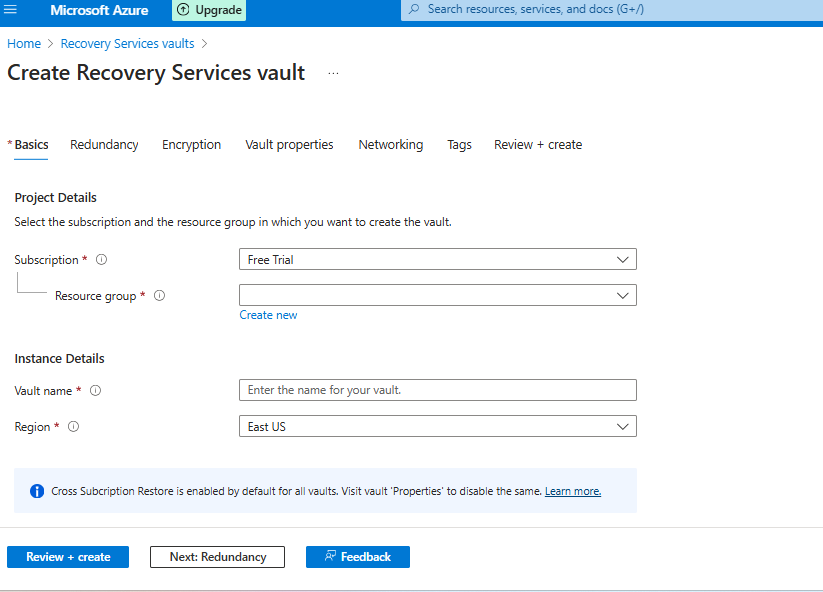 Microsoft Azure Upgrade Search resources, services, and docs (G+/)
Home > Recovery Services vaults >
Create Recovery Services vault ...
* Basics Redundancy Encryption Vault properties Networking Tags Review + create
Project Details
Select the subscription and the resource group in which you want to create the vault.
Subscription * Free Trial
Resource group *
Create new
Instance Details
Vault name * Enter the name for your vault.
Region * East US
Cross Subcription Restore is enabled by default for all vaults. Visit vault 'Properties' to disable the same. Learn more.
Review + create Next: Redundancy Feedback